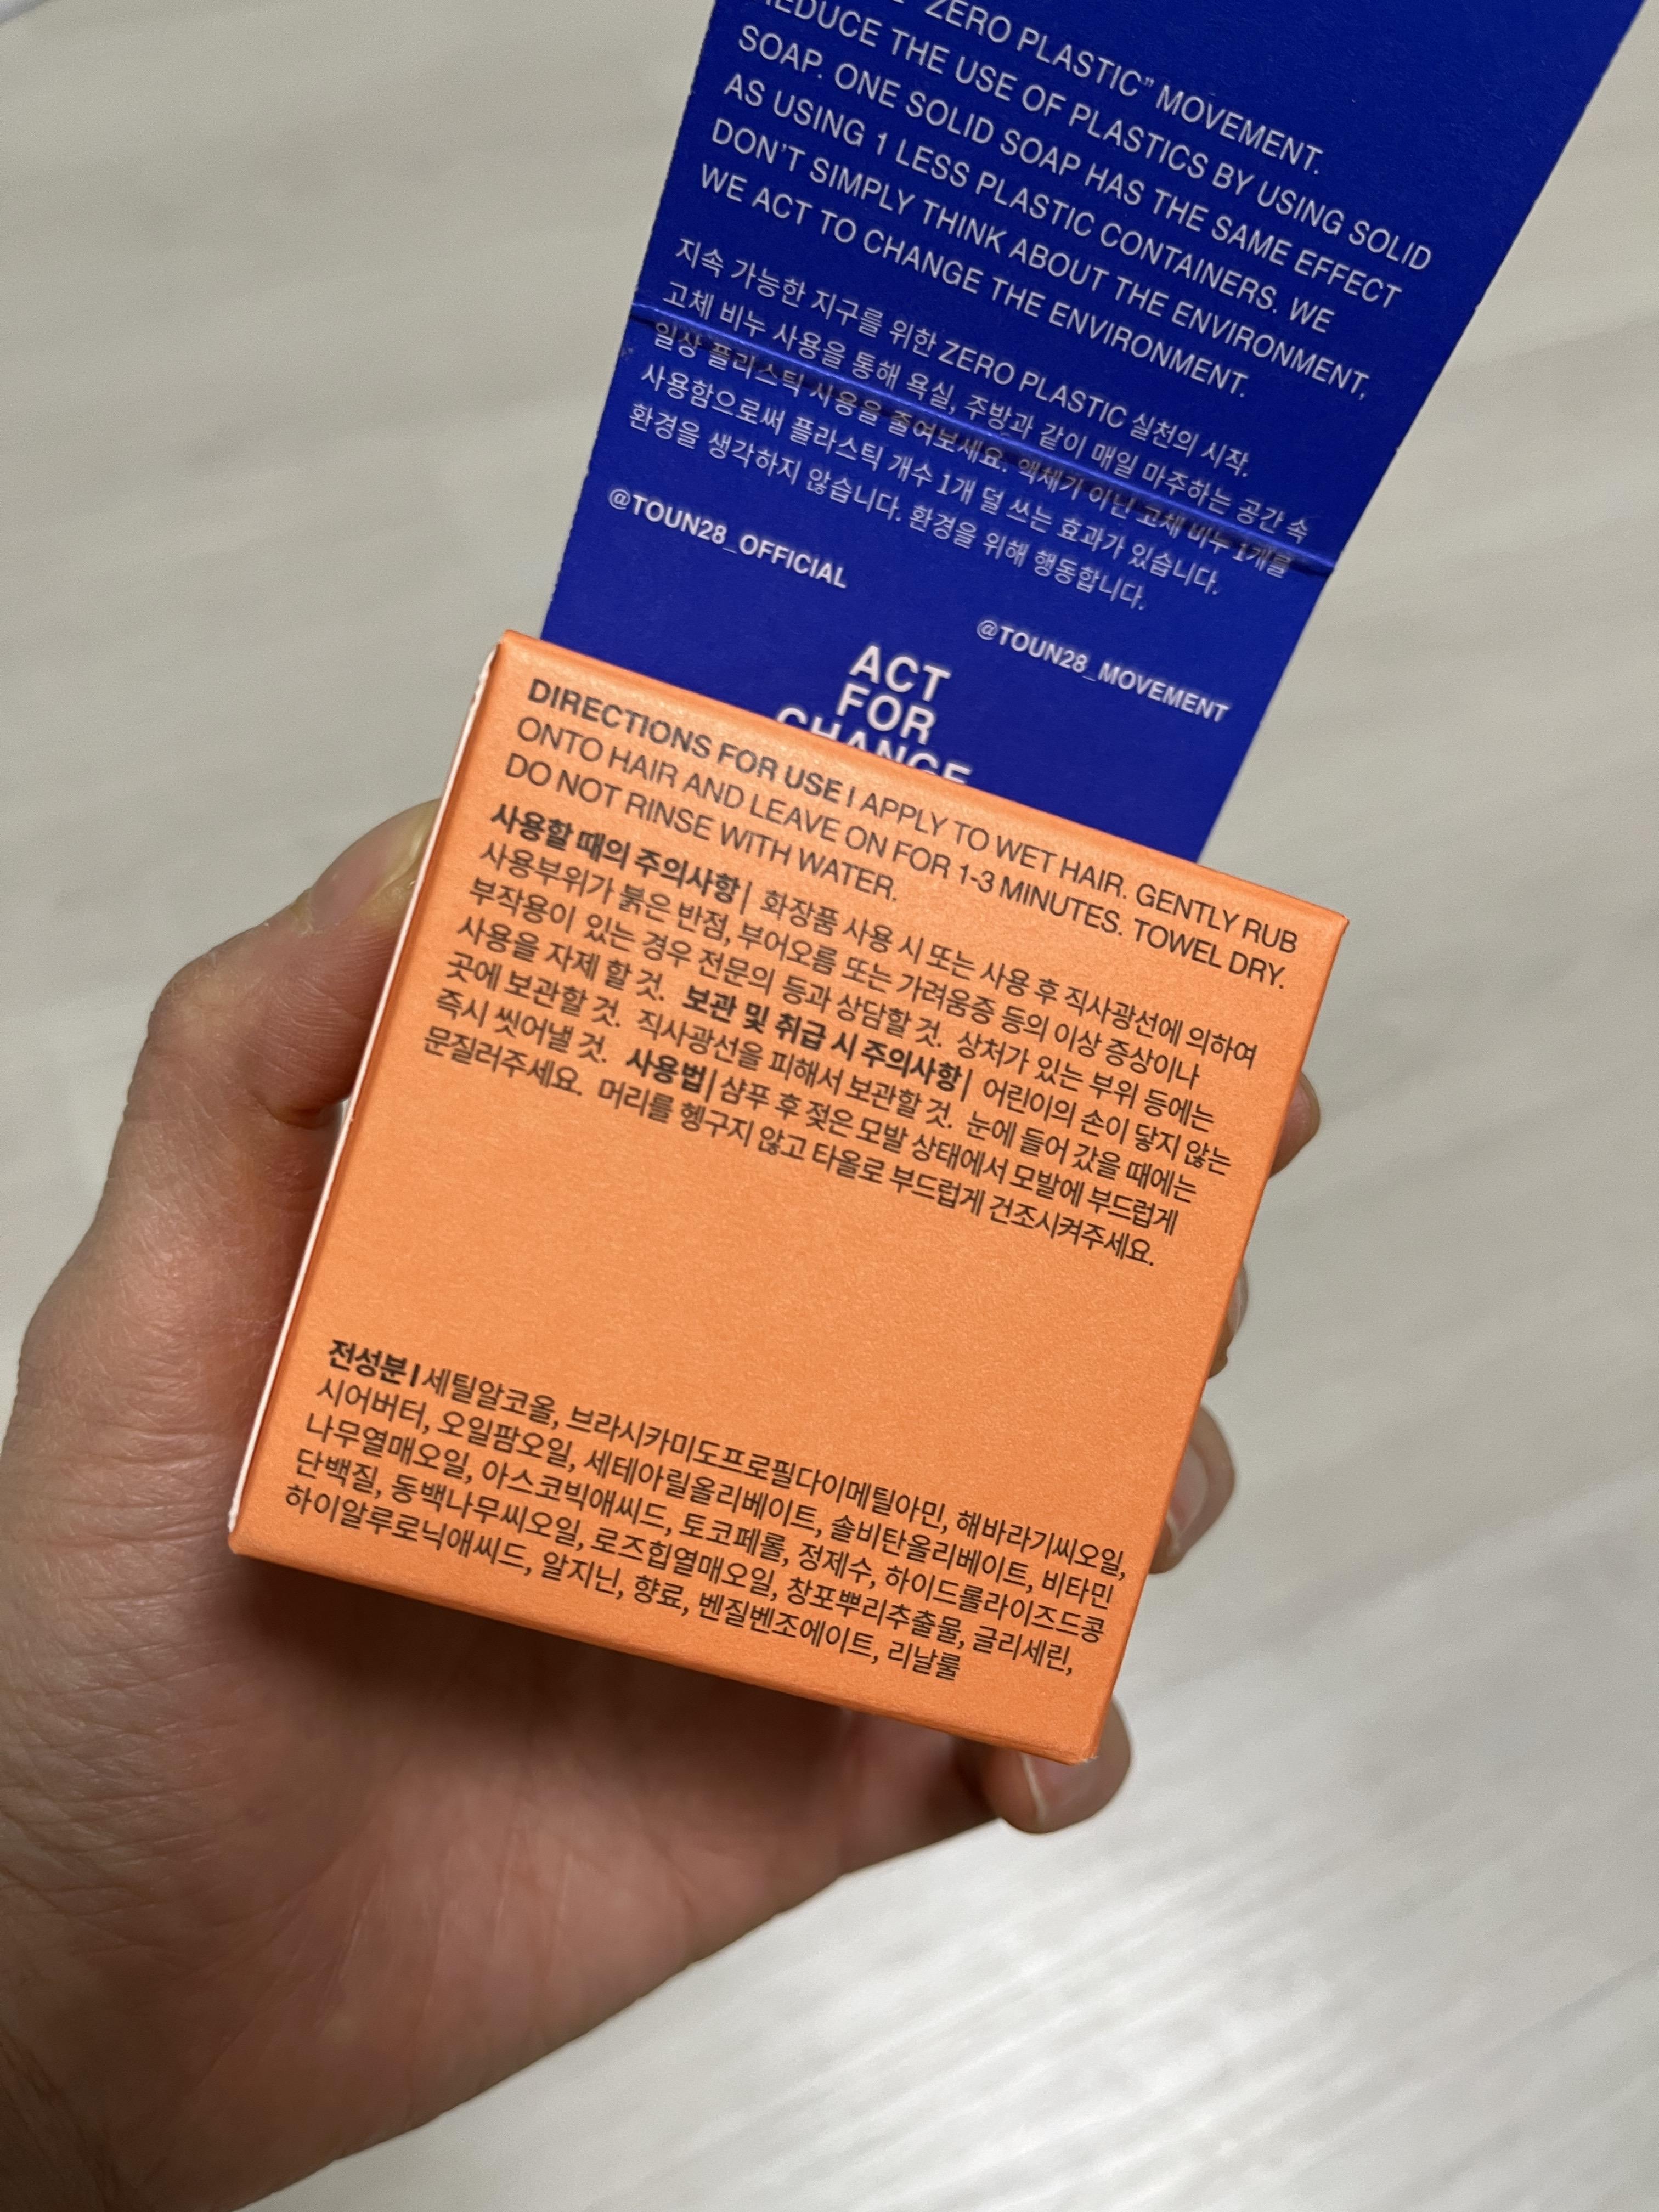 ZERO PLASTIC” MOVEMENT.
REDUCE THE USE OF PLASTICS BY USING SOLID
SOAP. ONE SOLID SOAP HAS THE SAME EFFECT
AS USING 1 LESS PLASTIC CONTAINERS. WE
DON'T SIMPLY THINK ABOUT THE ENVIRONMENT,
WE ACT TO CHANGE THE ENVIRONMENT.
지속 가능한 지구를 위한 ZERO PLASTIC 실천의 시작.
고체 비누 사용을 통해 욕실, 주방과 같이 매일 마주하는 공간 속
일상 플라스틱 사용을 줄여보세요. 액체가 아닌 고체 비누 1개를
사용함으로써 플라스틱 개수 1개 덜 쓰는 효과가 있습니다.
환경을 생각하지 않습니다. 환경을 위해 행동합니다.
@TOUN28_OFFICIAL
@TOUN28_MOVEMENT
ACT
FOR
CHANGE
DIRECTIONS FOR USE I APPLY TO WET HAIR. GENTLY RUB
ONTO HAIR AND LEAVE ON FOR 1-3 MINUTES. TOWEL DRY.
DO NOT RINSE WITH WATER.
사용할 때의 주의사항| 화장품 사용 시 또는 사용 후 직사광선에 의하여
사용부위가 붉은 반점, 부어오름 또는 가려움증 등의 이상 증상이나
부작용이 있는 경우 전문의 등과 상담할 것. 상처가 있는 부위 등에는
사용을 자제 할 것. 보관 및 취급 시 주의사항| 어린이의 손이 닿지 않는
곳에 보관할 것. 직사광선을 피해서 보관할 것. 눈에 들어 갔을 때에는
즉시 씻어낼 것. 사용법| 샴푸 후 젖은 모발 상태에서 모발에 부드럽게
문질러주세요. 머리를 헹구지 않고 타올로 부드럽게 건조시켜주세요.
전성분 I 세틸알코올, 브라시카미도프로필다이메틸아민, 해바라기씨오일,
시어버터, 오일팜오일, 세테아릴올리베이트, 솔비탄올리베이트, 비타민
나무열매오일, 아스코빅애씨드, 토코페롤, 정제수, 하이드롤라이즈드콩
단백질, 동백나무씨오일, 로즈힙열매오일, 창포뿌리추출물, 글리세린,
하이알루로닉애씨드, 알지닌, 향료, 벤질벤조에이트, 리날룰